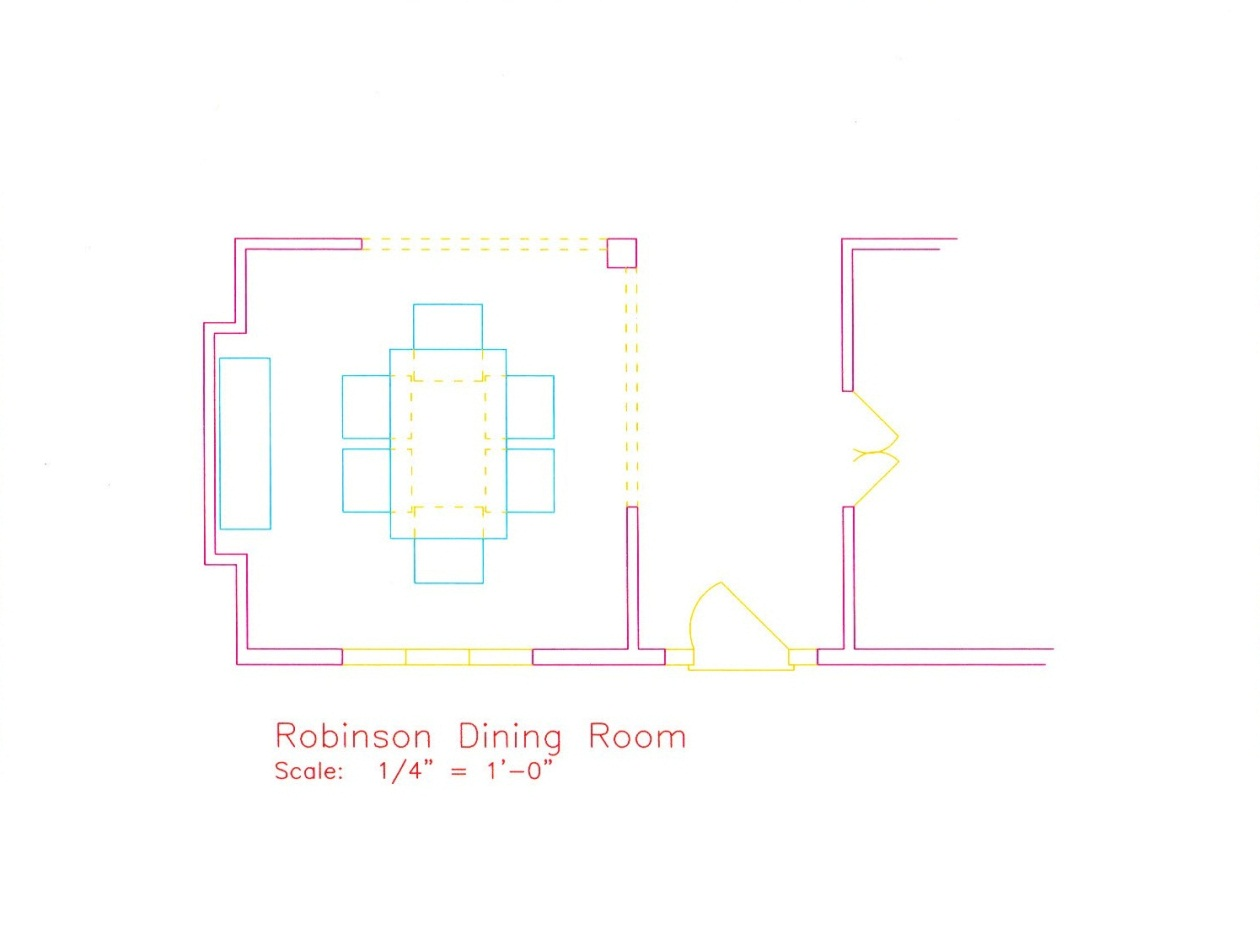 Robinson Dining Room
Scale: 1/4" = 1'-0"